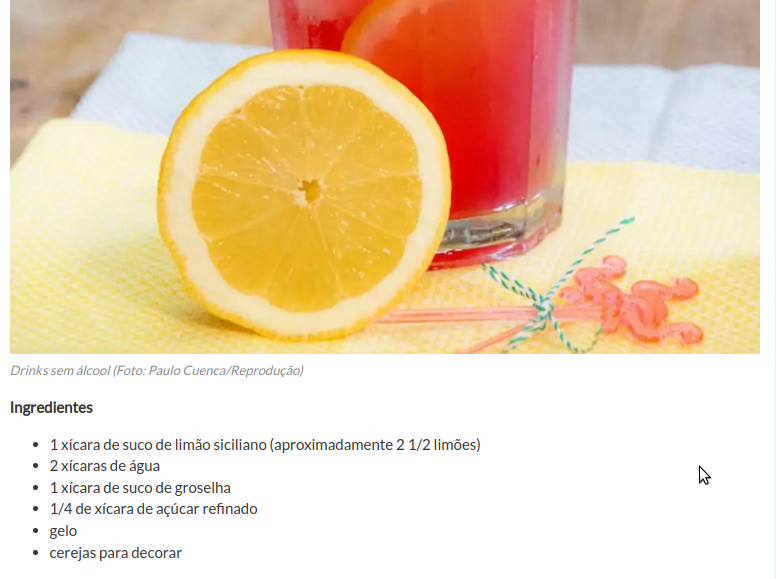 Drinks sem álcool (Foto: Paulo Cuenca/Reprodução)
Ingredientes
1 xícara de suco de limão siciliano (aproximadamente 2 1/2 limões)
2 xícaras de água
1 xícara de suco de groselha
1/4 de xícara de açúcar refinado
gelo
cerejas para decorar